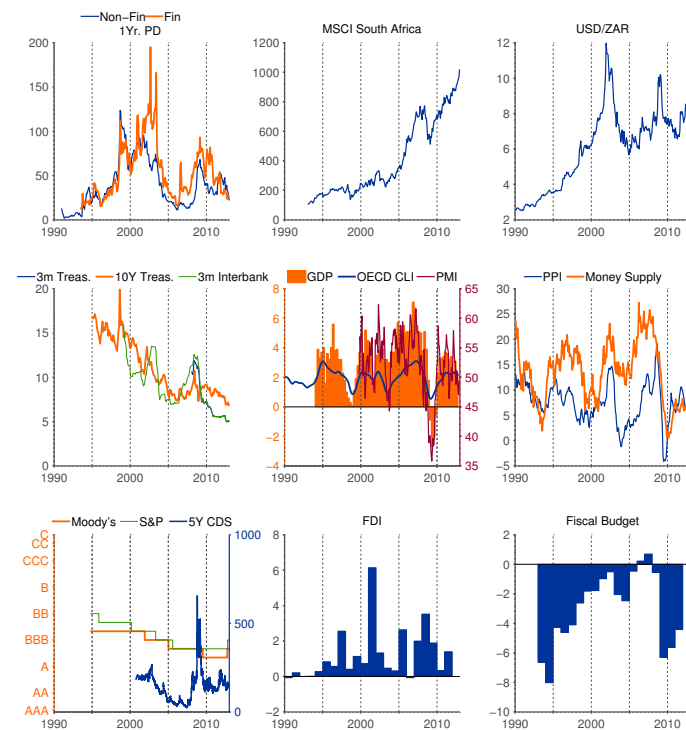 Non−Fin Fin
1Yr. PD
MSCI South Africa
USD/ZAR
200
150
100
50
0
1990 2000 2010
1200
1000
800
600
400
200
0
1990 2000 2010
12
10
8
6
4
2
1990 2000 2010
3m Treas. 10Y Treas. 3m Interbank
GDP OECD CLI PMI
PPI Money Supply
20
15
10
5
0
1990 2000 2010
8
6
4
2
0
−2
−4
65
60
55
50
45
40
35
1990 2000 2010
30
25
20
15
10
5
0
−5
1990 2000 2010
Moody's S&P 5Y CDS
FDI
Fiscal Budget
C
CC
CCC
B
BB
BBB
A
AA
AAA
1000
500
0
1990 2000 2010
8
6
4
2
0
−2
1990 2000 2010
2
0
−2
−4
−6
−8
−10
1990 2000 2010